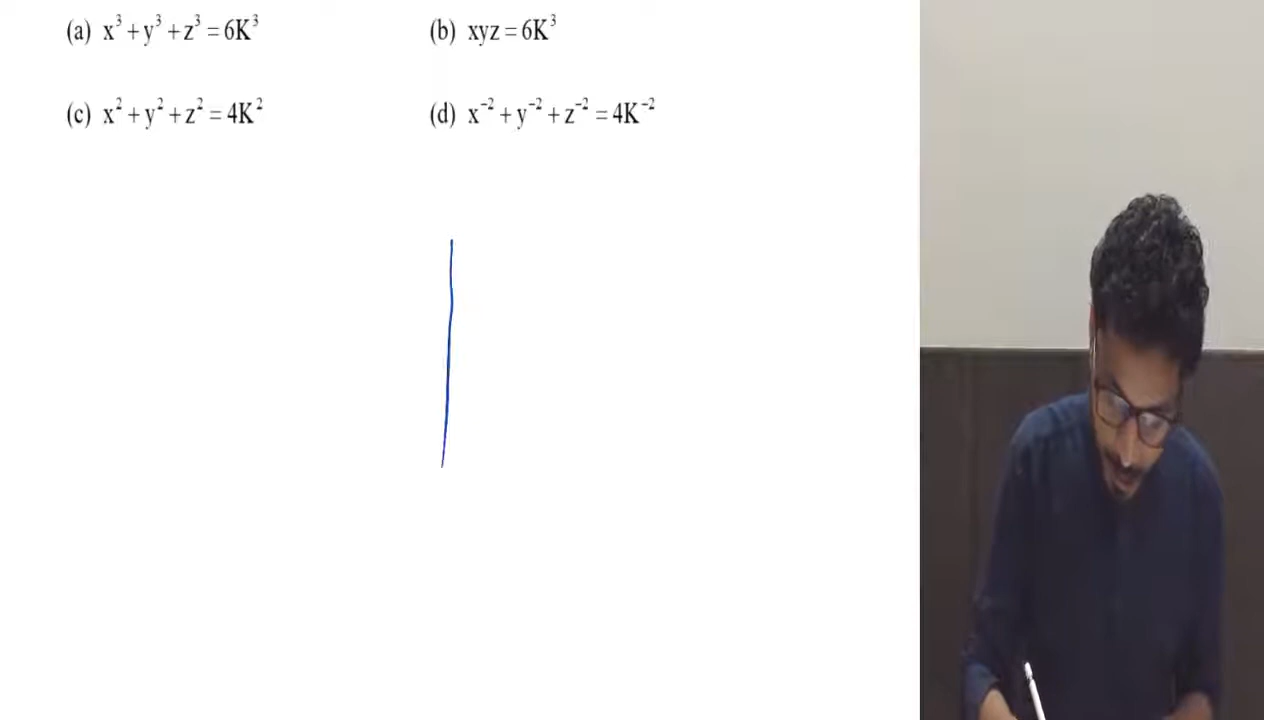 (a) x³ + y³ + z³ = 6K³ (b) xyz = 6K³
(c) x² + y² + z² = 4K² (d) x⁻² + y⁻² + z⁻² = 4K⁻²